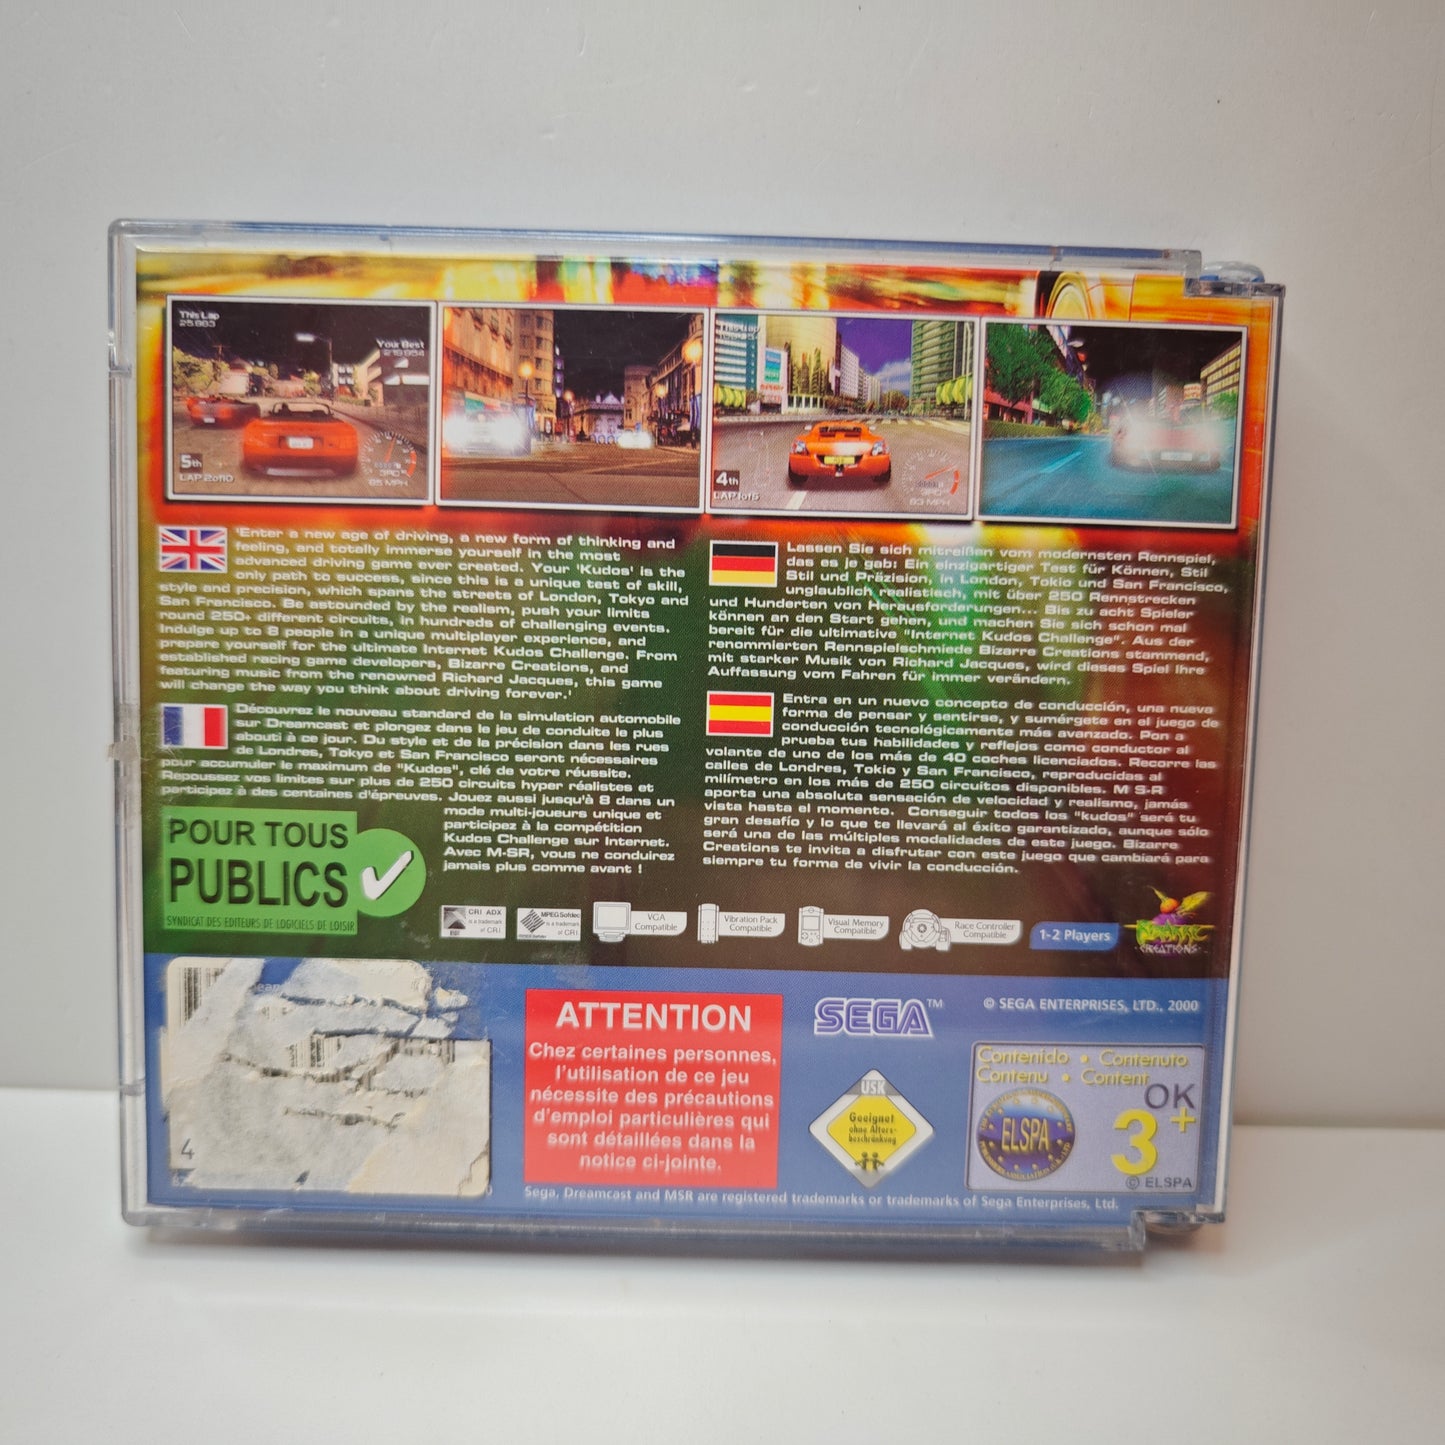 This Lap
25.883
Your Best
5th
LAP 2of10
85 MPH
This Lap
4th
LAP 1of5
83 MPH
'Enter a new age of driving, a new form of thinking and
feeling, and totally immerse yourself in the most
advanced driving game ever created. Your 'Kudos' is the
only path to success, since this is a unique test of skill,
style and precision, which spans the streets of London, Tokyo and
San Francisco. Be astounded by the realism, push your limits
round 250+ different circuits, in hundreds of challenging events.
Indulge up to 8 people in a unique multiplayer experience, and
prepare yourself for the ultimate Internet Kudos Challenge. From
established racing game developers, Bizarre Creations, and
featuring music from the renowned Richard Jacques, this game
will change the way you think about driving forever.'
Découvrez le nouveau standard de la simulation automobile
sur Dreamcast et plongez dans le jeu de conduite le plus
abouti à ce jour. Du style et de la précision dans les rues
de Londres, Tokyo et San Francisco seront nécessaires
pour accumuler le maximum de "Kudos", clé de votre réussite.
Repoussez vos limites sur plus de 250 circuits hyper réalistes et
participez à des centaines d'épreuves. Jouez aussi jusqu'à 8 dans un
mode multi-joueurs unique et
participez à la compétition
Kudos Challenge sur Internet.
Avec M-SR, vous ne conduirez
jamais plus comme avant !
Lassen Sie sich mitreißen vom modernsten Rennspiel,
das es je gab: Ein einzigartiger Test für Können, Stil
Stil und Präzision, in London, Tokio und San Francisco,
unglaublich realistisch, mit über 250 Rennstrecken
und Hunderten von Herausforderungen... Bis zu acht Spieler
können an den Start gehen, und machen Sie sich schon mal
bereit für die ultimative "Internet Kudos Challenge". Aus der
renommierten Rennspielschmiede Bizarre Creations stammend,
mit starker Musik von Richard Jacques, wird dieses Spiel Ihre
Auffassung vom Fahren für immer verändern.
Entra en un nuevo concepto de conducción, una nueva
forma de pensar y sentirse, y sumérgete en el juego de
conducción tecnológicamente más avanzado. Pon a
prueba tus habilidades y reflejos como conductor al
volante de uno de los más de 40 coches licenciados. Recorre las
calles de Londres, Tokio y San Francisco, reproducidas al
milímetro en los más de 250 circuitos disponibles. M S-R
aporta una absoluta sensación de velocidad y realismo, jamás
vista hasta el momento. Conseguir todos los "kudos" será tu
gran desafío y lo que te llevará al éxito garantizado, aunque sólo
será una de las múltiples modalidades de este juego. Bizarre
Creations te invita a disfrutar con este juego que cambiará para
siempre tu forma de vivir la conducción.
POUR TOUS
PUBLICS
SYNDICAT DES EDITEURS DE LOGICIELS DE LOISIR
CRI ADX
is a trademark
of CRI.
MPEG Sofdec
is a trademark
of CRI.
VGA
Compatible
Vibration Pack
Compatible
Visual Memory
Compatible
Race Controller
Compatible
1-2 Players
BIZARRE
CREATIONS
4
ATTENTION
Chez certaines personnes,
l'utilisation de ce jeu
nécessite des précautions
d'emploi particulières qui
sont détaillées dans la
notice ci-jointe.
SEGA™
© SEGA ENTERPRISES, LTD., 2000
USK
Geeignet
ohne Alters-
beschränkung
Contenido • Contenuto
Contenu • Content
OK
3+
ELSPA
© ELSPA
Sega, Dreamcast and MSR are registered trademarks or trademarks of Sega Enterprises, Ltd.